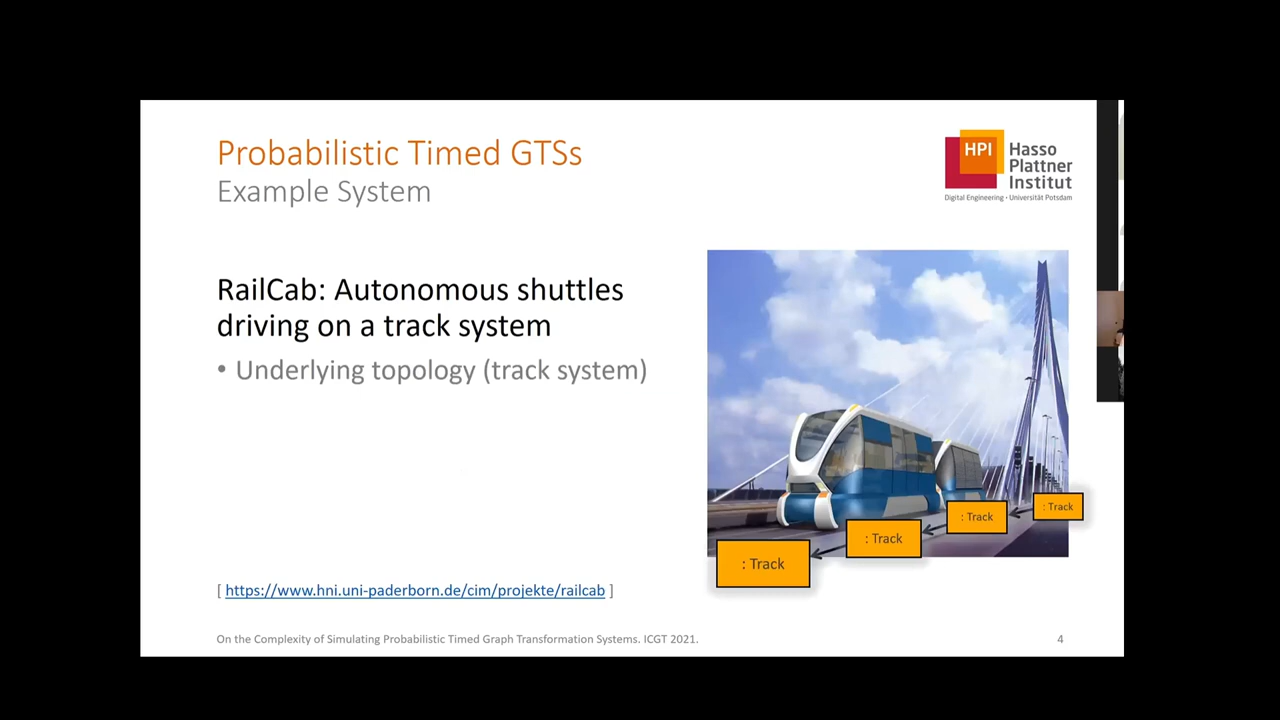 Probabilistic Timed GTSs
Example System
HPI
Hasso
Plattner
Institut
Digital Engineering • Universität Potsdam
RailCab: Autonomous shuttles
driving on a track system
• Underlying topology (track system)
: Track
: Track
: Track
: Track
[ https://www.hni.uni-paderborn.de/cim/projekte/railcab ]
On the Complexity of Simulating Probabilistic Timed Graph Transformation Systems. ICGT 2021.
4